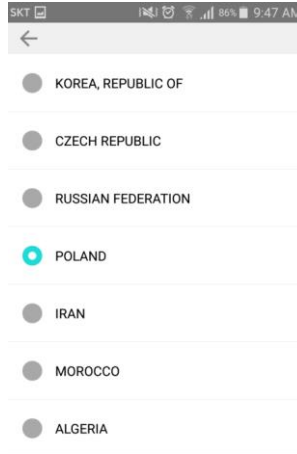 SKT 86% 9:47 AM
KOREA, REPUBLIC OF
CZECH REPUBLIC
RUSSIAN FEDERATION
POLAND
IRAN
MOROCCO
ALGERIA